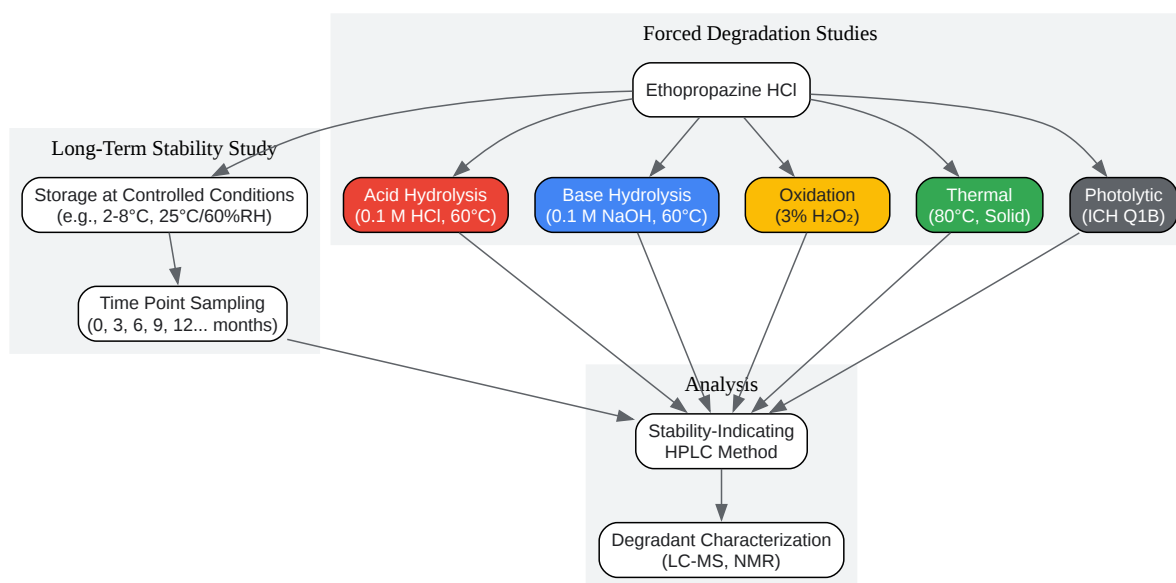 Forced Degradation Studies
Ethopropazine HCl
Long-Term Stability Study
Storage at Controlled Conditions
(e.g., 2-8°C, 25°C/60%RH)
Acid Hydrolysis
(0.1 M HCl, 60°C)
Base Hydrolysis
(0.1 M NaOH, 60°C)
Oxidation
(3% H₂O₂)
Thermal
(80°C, Solid)
Photolytic
(ICH Q1B)
Time Point Sampling
(0, 3, 6, 9, 12... months)
Analysis
Stability-Indicating
HPLC Method
Degradant Characterization
(LC-MS, NMR)